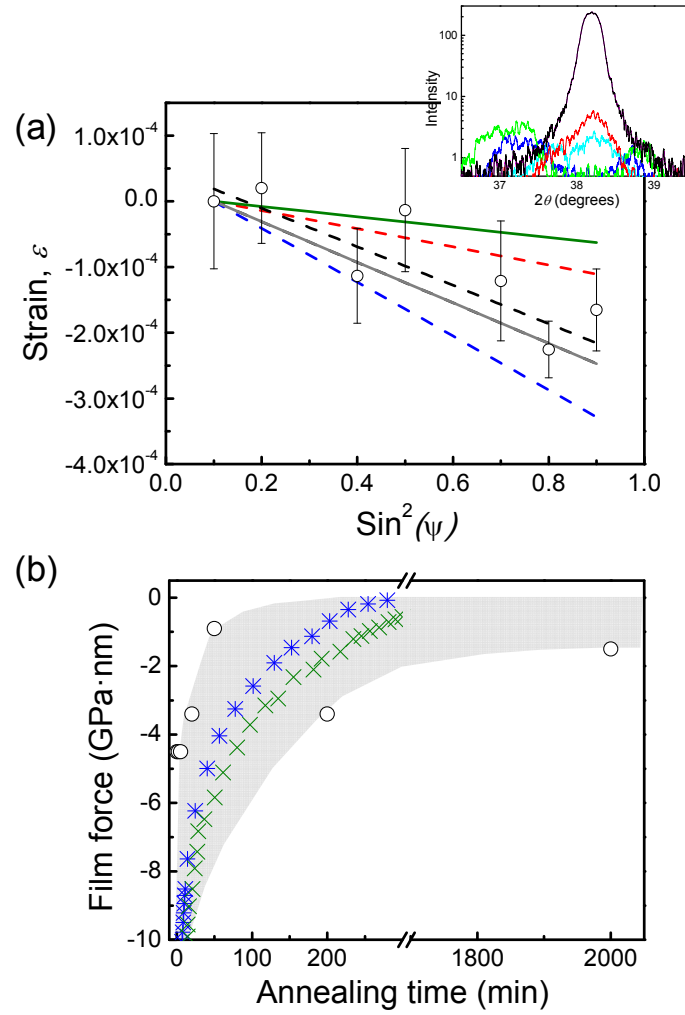 100
10
1
Intensity
37 38 39
2θ (degrees)
(a)
1.0x10⁻⁴
0.0
-1.0x10⁻⁴
-2.0x10⁻⁴
-3.0x10⁻⁴
-4.0x10⁻⁴
Strain, ε
0.0 0.2 0.4 0.6 0.8 1.0
Sin²(ψ)
(b)
0
-2
-4
-6
-8
-10
Film force (GPa·nm)
0 200 1800 2000
Annealing time (min)